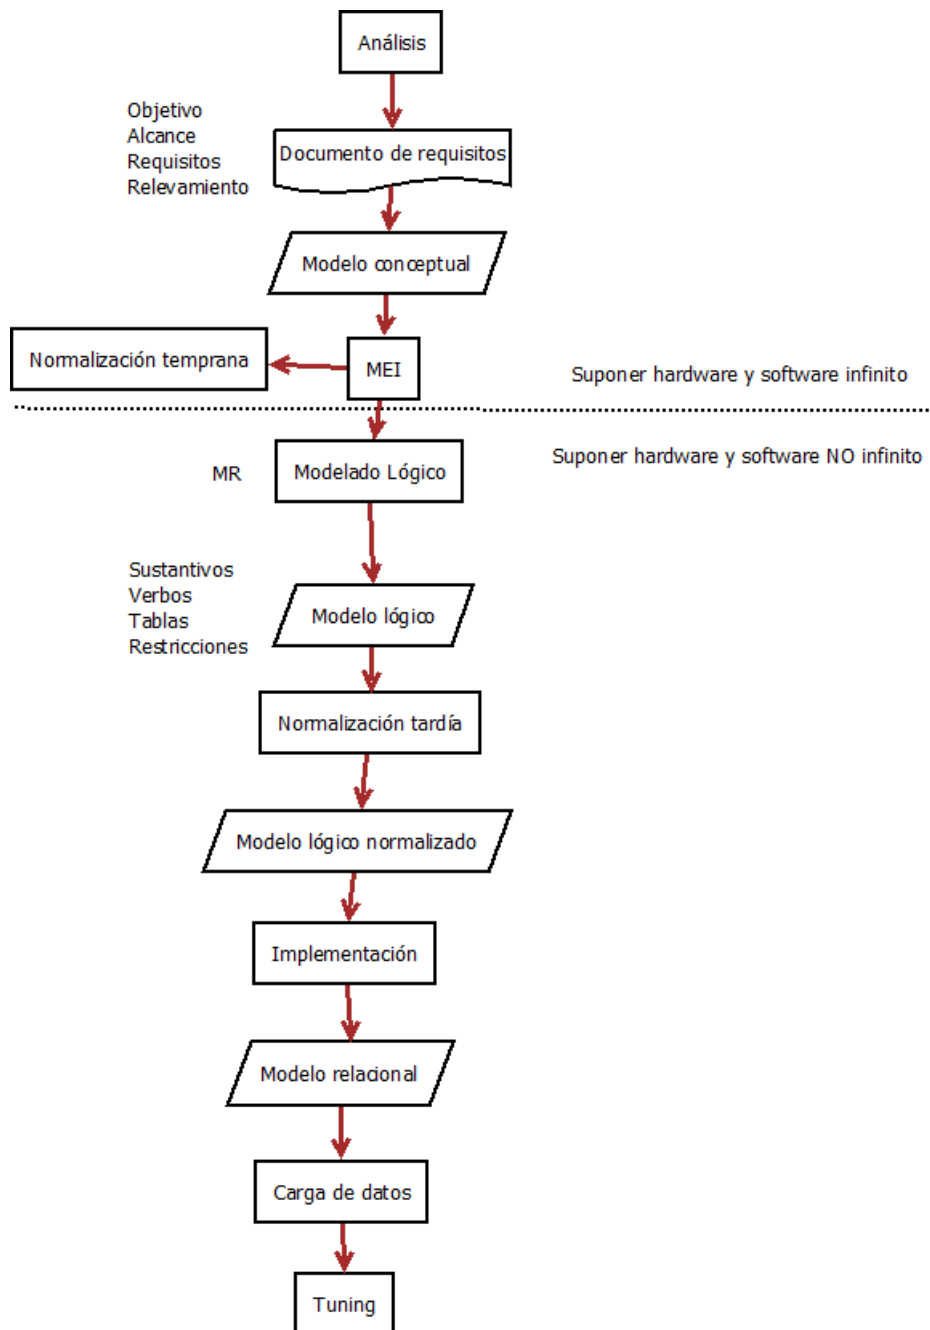 Análisis
Objetivo
Alcance
Requisitos
Relevamiento
Documento de requisitos
Modelo conceptual
Normalización temprana
MEI
Suponer hardware y software infinito
Suponer hardware y software NO infinito
MR
Modelado Lógico
Sustantivos
Verbos
Tablas
Restricciones
Modelo lógico
Normalización tardía
Modelo lógico normalizado
Implementación
Modelo relacional
Carga de datos
Tuning